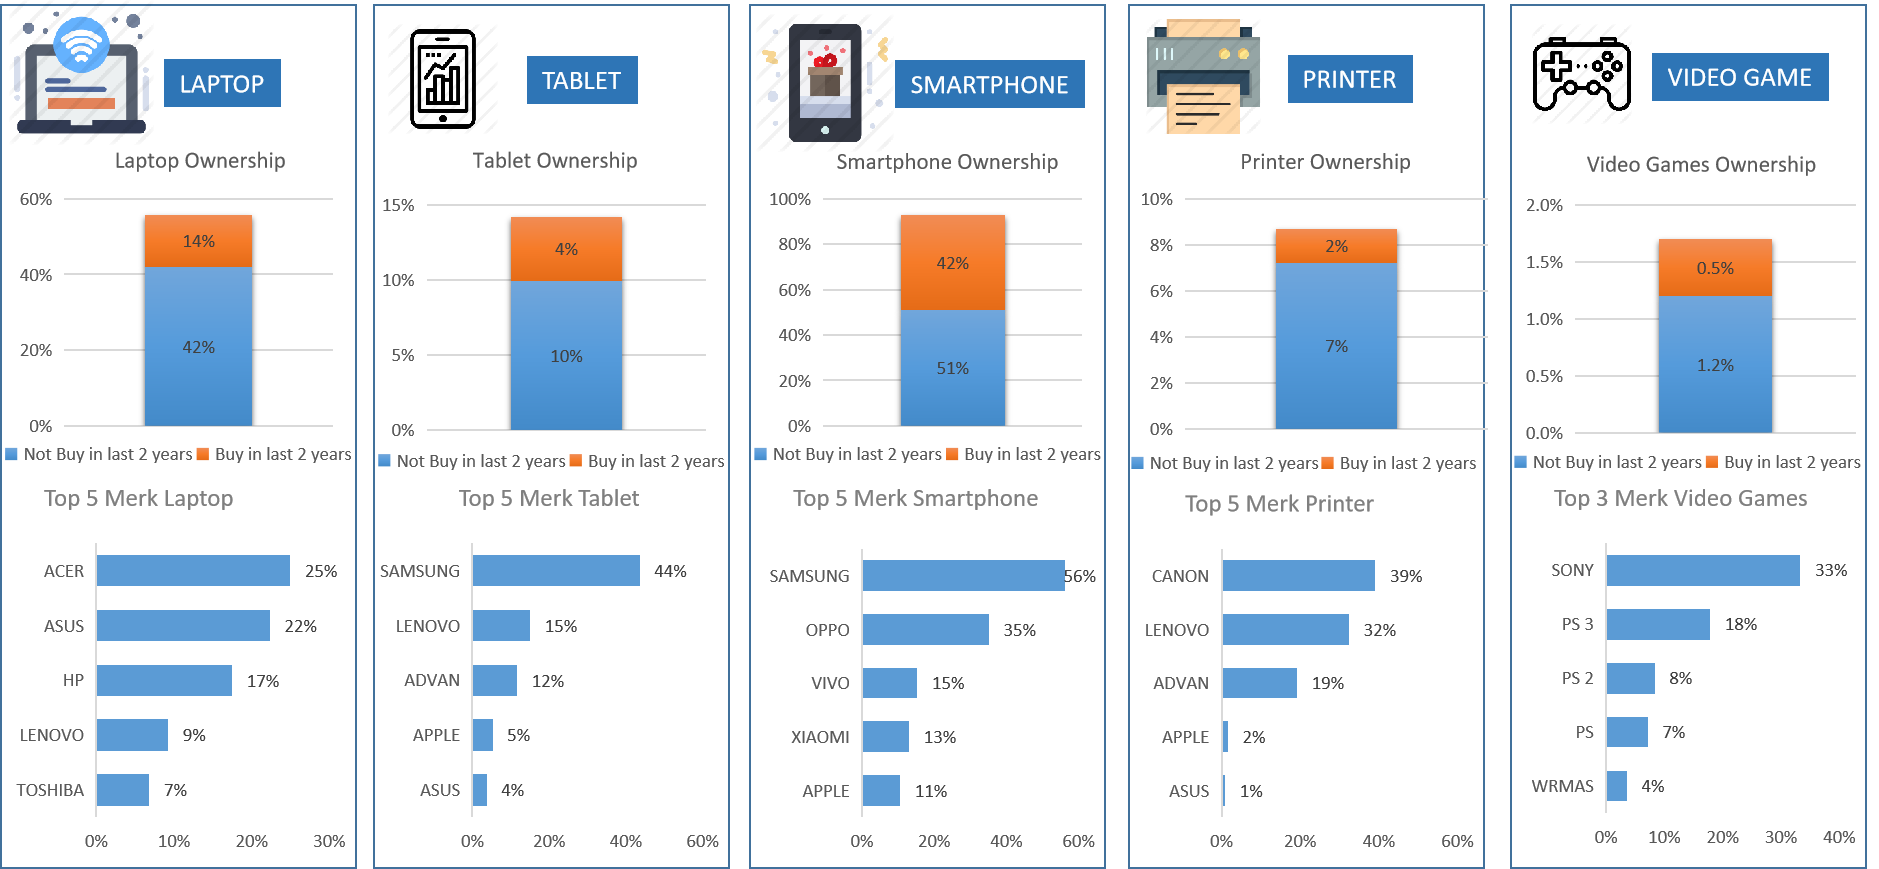 LAPTOP
Laptop Ownership
60%
40%
20%
0%
14%
42%
Not Buy in last 2 years Buy in last 2 years
Top 5 Merk Laptop
ACER 25%
ASUS 22%
HP 17%
LENOVO 9%
TOSHIBA 7%
0% 10% 20% 30%
TABLET
Tablet Ownership
15%
10%
5%
0%
4%
10%
Not Buy in last 2 years Buy in last 2 years
Top 5 Merk Tablet
SAMSUNG 44%
LENOVO 15%
ADVAN 12%
APPLE 5%
ASUS 4%
0% 20% 40% 60%
SMARTPHONE
Smartphone Ownership
100%
80%
60%
40%
20%
0%
42%
51%
Not Buy in last 2 years Buy in last 2 years
Top 5 Merk Smartphone
SAMSUNG 56%
OPPO 35%
VIVO 15%
XIAOMI 13%
APPLE 11%
0% 20% 40% 60%
PRINTER
Printer Ownership
10%
8%
6%
4%
2%
0%
2%
7%
Not Buy in last 2 years Buy in last 2 years
Top 5 Merk Printer
CANON 39%
LENOVO 32%
ADVAN 19%
APPLE 2%
ASUS 1%
0% 20% 40% 60%
VIDEO GAME
Video Games Ownership
2.0%
1.5%
1.0%
0.5%
0.0%
0.5%
1.2%
Not Buy in last 2 years Buy in last 2 years
Top 3 Merk Video Games
SONY 33%
PS 3 18%
PS 2 8%
PS 7%
WRMAS 4%
0% 10% 20% 30% 40%